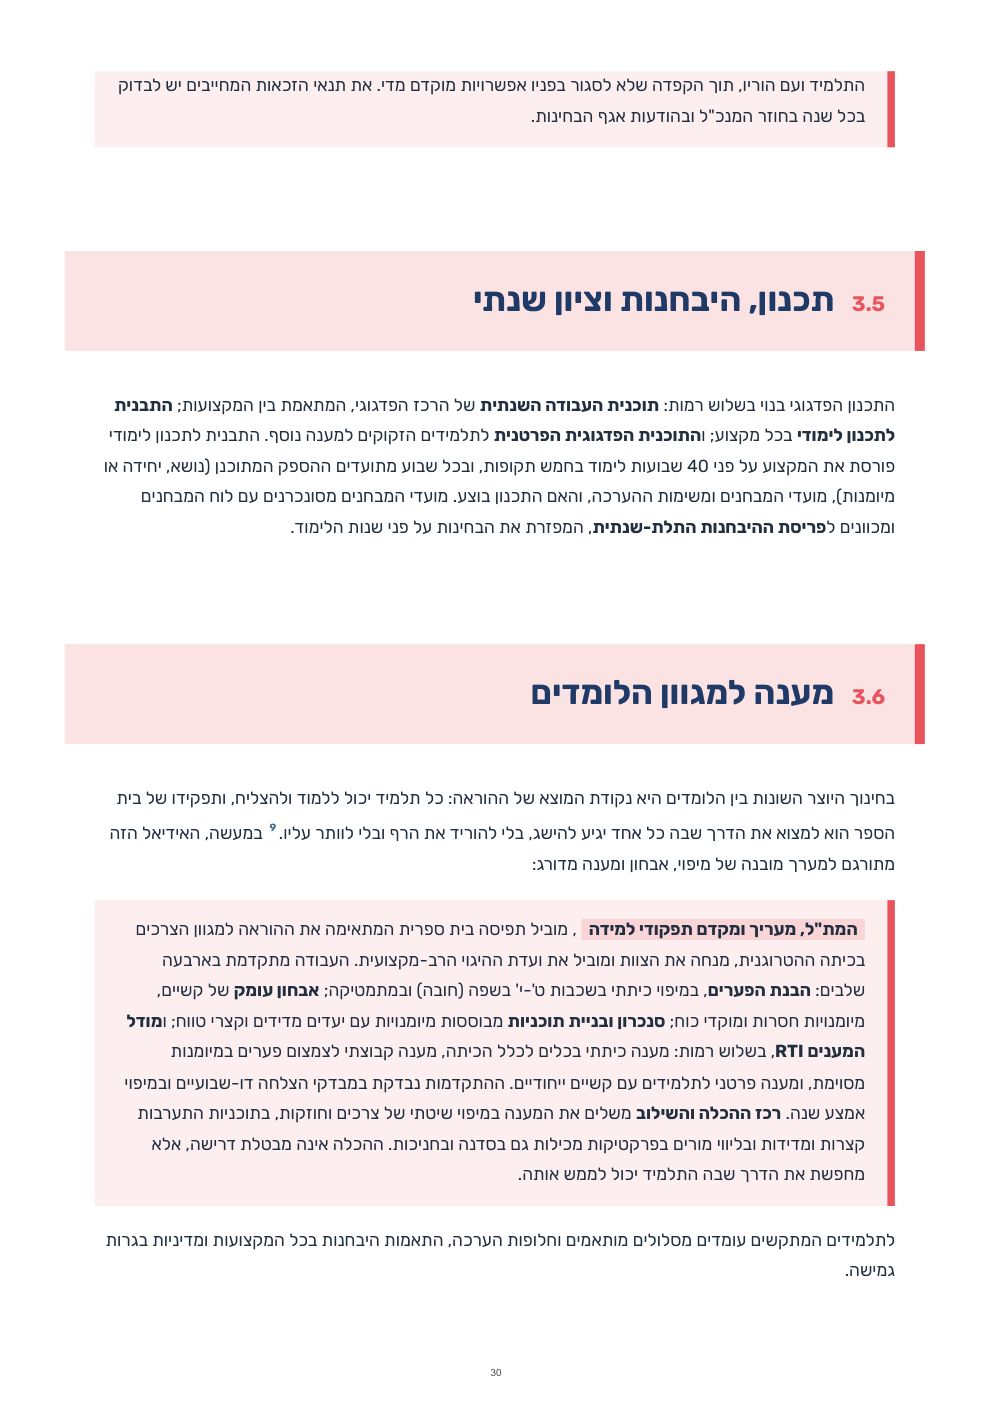 התלמיד ועם הוריו, תוך הקפדה שלא לסגור בפניו אפשרויות מוקדם מדי. את תנאי הזכאות המחייבים יש לבדוק
בכל שנה בחוזר המנכ"ל ובהודעות אגף הבחינות.
3.5 תכנון, היבחנות וציון שנתי
התכנון הפדגוגי בנוי בשלוש רמות: תוכנית העבודה השנתית של הרכז הפדגוגי, המתאמת בין המקצועות; התבנית
לתכנון לימודי בכל מקצוע; והתוכנית הפדגוגית הפרטנית לתלמידים הזקוקים למענה נוסף. התבנית לתכנון לימודי
פורסת את המקצוע על פני 40 שבועות לימוד בחמש תקופות, ובכל שבוע מתועדים ההספק המתוכנן (נושא, יחידה או
מיומנות), מועדי המבחנים ומשימות ההערכה, והאם התכנון בוצע. מועדי המבחנים מסונכרנים עם לוח המבחנים
ומכוונים לפריסת ההיבחנות התלת-שנתית, המפזרת את הבחינות על פני שנות הלימוד.
3.6 מענה למגוון הלומדים
בחינוך היוצר השונות בין הלומדים היא נקודת המוצא של ההוראה: כל תלמיד יכול ללמוד ולהצליח, ותפקידו של בית
הספר הוא למצוא את הדרך שבה כל אחד יגיע להישג, בלי להוריד את הרף ובלי לוותר עליו.9 במעשה, האידיאל הזה
מתורגם למערך מובנה של מיפוי, אבחון ומענה מדורג:
המת"ל, מעריך ומקדם תפקודי למידה, מוביל תפיסה בית ספרית המתאימה את ההוראה למגוון הצרכים
בכיתה ההטרוגנית, מנחה את הצוות ומוביל את ועדת ההיגוי הרב-מקצועית. העבודה מתקדמת בארבעה
שלבים: הבנת הפערים, במיפוי כיתתי בשכבות ט'-י' בשפה (חובה) ובמתמטיקה; אבחון עומק של קשיים,
מיומנויות חסרות ומוקדי כוח; סנכרון ובניית תוכניות מבוססות מיומנויות עם יעדים מדידים וקצרי טווח; ומודל
המענים RTI, בשלוש רמות: מענה כיתתי בכלים לכלל הכיתה, מענה קבוצתי לצמצום פערים במיומנות
מסוימת, ומענה פרטני לתלמידים עם קשיים ייחודיים. ההתקדמות נבדקת במבדקי הצלחה דו-שבועיים ובמיפוי
אמצע שנה. רכז ההכלה והשילוב משלים את המענה במיפוי שיטתי של צרכים וחוזקות, בתוכניות התערבות
קצרות ומדידות ובליווי מורים בפרקטיקות מכילות גם בסדנה ובחניכות. ההכלה אינה מבטלת דרישה, אלא
מחפשת את הדרך שבה התלמיד יכול לממש אותה.
לתלמידים המתקשים עומדים מסלולים מותאמים וחלופות הערכה, התאמות היבחנות בכל המקצועות ומדיניות בגרות
גמישה.
30